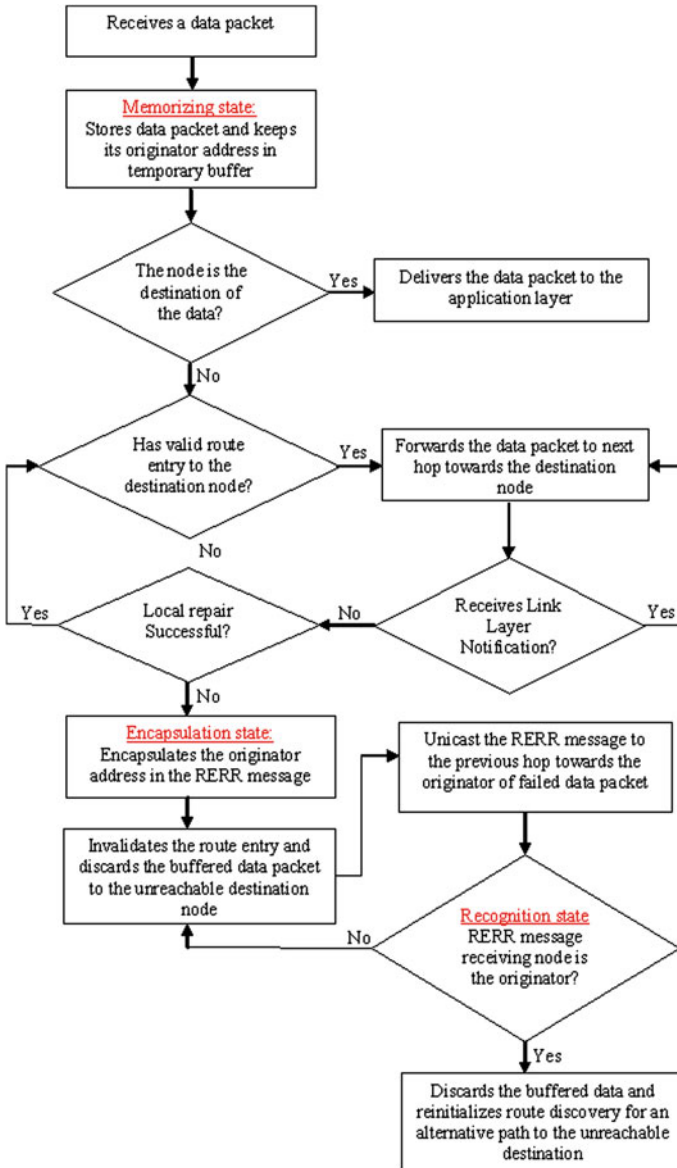 Receives a data packet
Memorizing state:
Stores data packet and keeps
its originator address in
temporary buffer
The node is the
destination of
the data?
Yes
Delivers the data packet to the
application layer
No
Has valid route
entry to the
destination node?
Yes
Forwards the data packet to next
hop towards the destination
node
No
Yes
Local repair
Successful?
No
Receives Link
Layer
Notification?
Yes
No
Encapsulation state:
Encapsulates the originator
address in the RERR message
Unicast the RERR message to
the previous hop towards the
originator of failed data packet
Invalidates the route entry and
discards the buffered data packet
to the unreachable destination
node
No
Recognition state
RERR message
receiving node is
the originator?
Yes
Discards the buffered data and
reinitializes route discovery for an
alternative path to the unreachable
destination